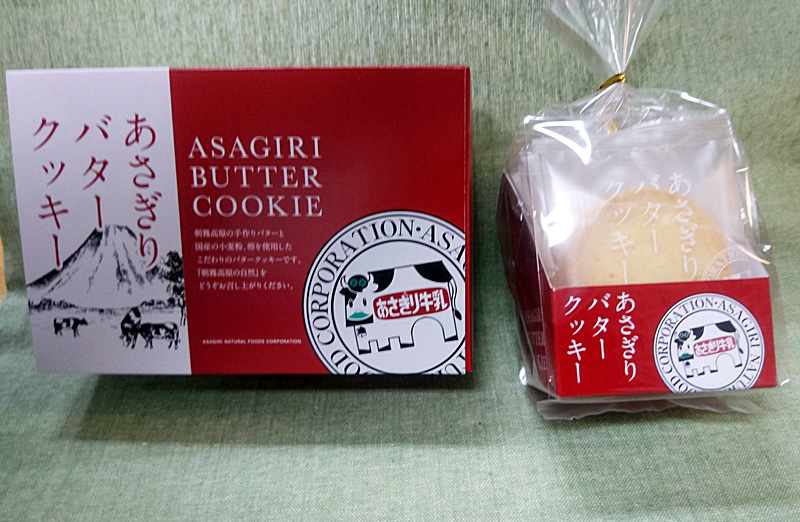 あさぎり
バター
クッキー
ASAGIRI
BUTTER
COOKIE
朝霧高原の手作りバターと
国産の小麦粉、卵を使用した
こだわりのバタークッキーです。
「朝霧高原の自然」を
どうぞお召し上がりください。
ASAGIRI NATURAL FOODS CORPORATION.
OOD CORPORATION・ASA
あさぎり牛乳
あさぎり
バター
クッキー
あさぎり
バター
クッキー
OOD CORPORATION・ASAGIRI NATUR
あさぎり牛乳